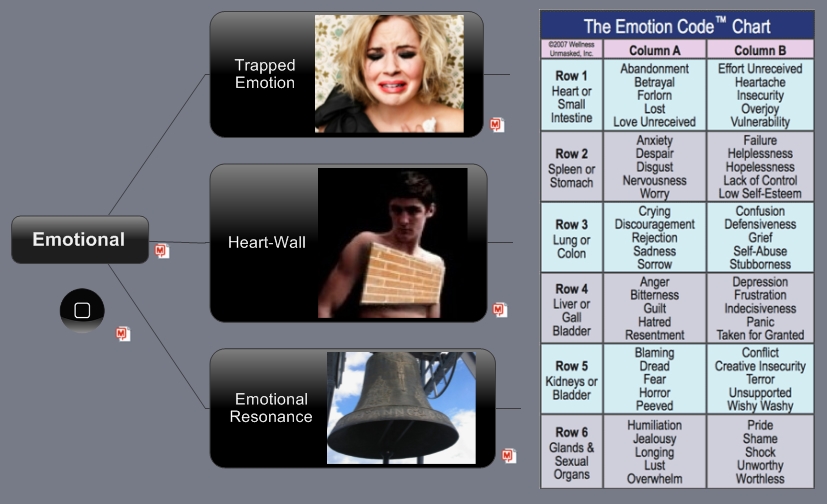 Emotional
Trapped
Emotion
Heart-Wall
Emotional
Resonance
The Emotion Code™ Chart
©2007 Wellness
Unmasked, Inc.
Column A
Column B
Row 1
Heart or
Small
Intestine
Abandonment
Betrayal
Forlorn
Lost
Love Unreceived
Effort Unreceived
Heartache
Insecurity
Overjoy
Vulnerability
Row 2
Spleen or
Stomach
Anxiety
Despair
Disgust
Nervousness
Worry
Failure
Helplessness
Hopelessness
Lack of Control
Low Self-Esteem
Row 3
Lung or
Colon
Crying
Discouragement
Rejection
Sadness
Sorrow
Confusion
Defensiveness
Grief
Self-Abuse
Stubborness
Row 4
Liver or
Gall
Bladder
Anger
Bitterness
Guilt
Hatred
Resentment
Depression
Frustration
Indecisiveness
Panic
Taken for Granted
Row 5
Kidneys or
Bladder
Blaming
Dread
Fear
Horror
Peeved
Conflict
Creative Insecurity
Terror
Unsupported
Wishy Washy
Row 6
Glands &
Sexual
Organs
Humiliation
Jealousy
Longing
Lust
Overwhelm
Pride
Shame
Shock
Unworthy
Worthless